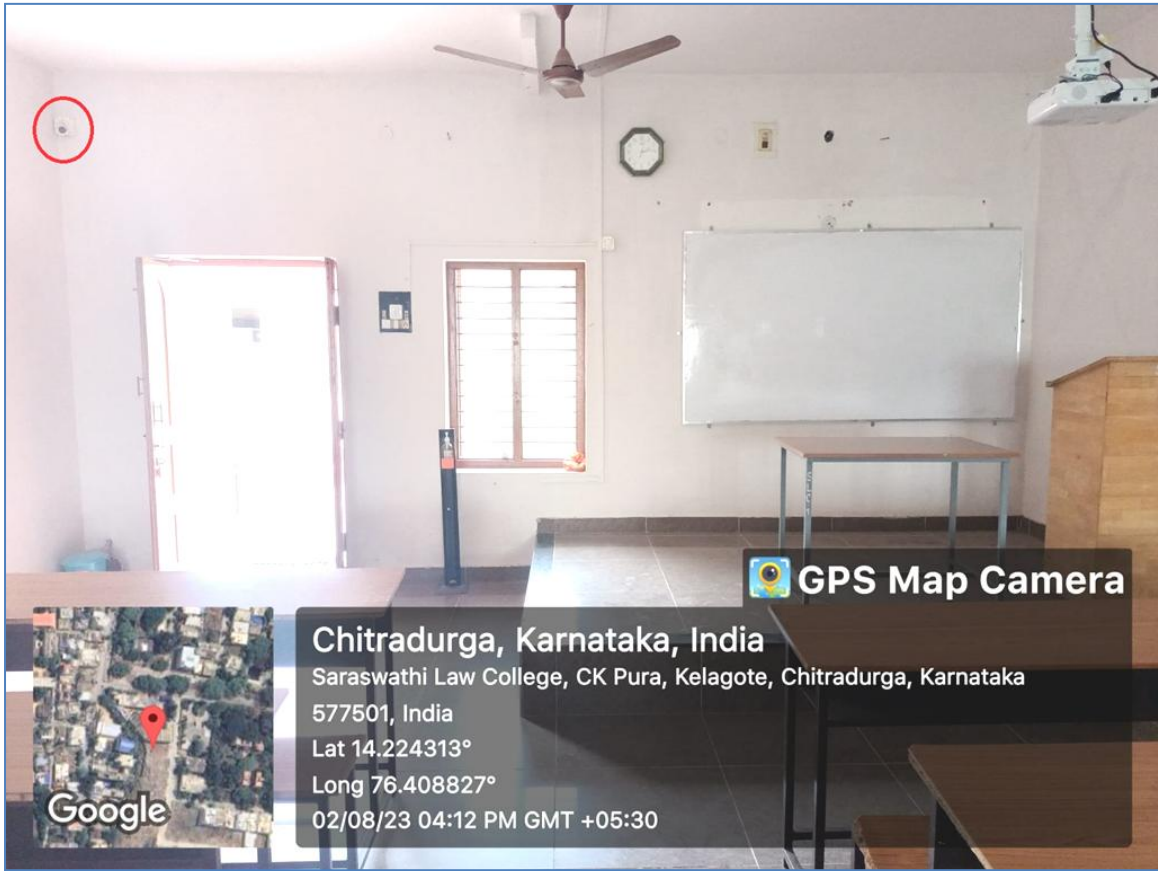 GPS Map Camera
Chitradurga, Karnataka, India
Saraswathi Law College, CK Pura, Kelagote, Chitradurga, Karnataka
577501, India
Lat 14.224313°
Long 76.408827°
02/08/23 04:12 PM GMT +05:30
Google